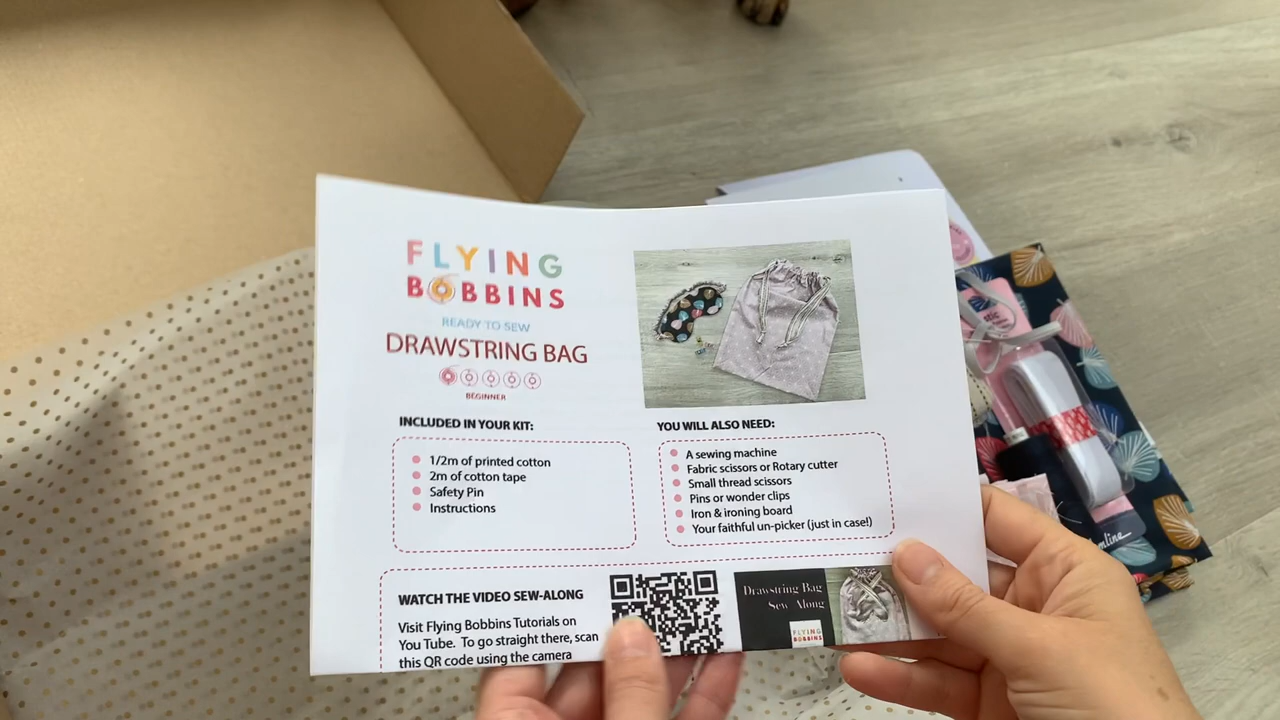 FLYING
BOBBINS
READY TO SEW
DRAWSTRING BAG
BEGINNER
INCLUDED IN YOUR KIT:
1/2m of printed cotton
2m of cotton tape
Safety Pin
Instructions
YOU WILL ALSO NEED:
A sewing machine
Fabric scissors or Rotary cutter
Small thread scissors
Pins or wonder clips
Iron & ironing board
Your faithful un-picker (just in case!)
WATCH THE VIDEO SEW-ALONG
Visit Flying Bobbins Tutorials on
You Tube. To go straight there, scan
this QR code using the camera
Drawstring Bag
Sew Along
FLYING
BOBBINS